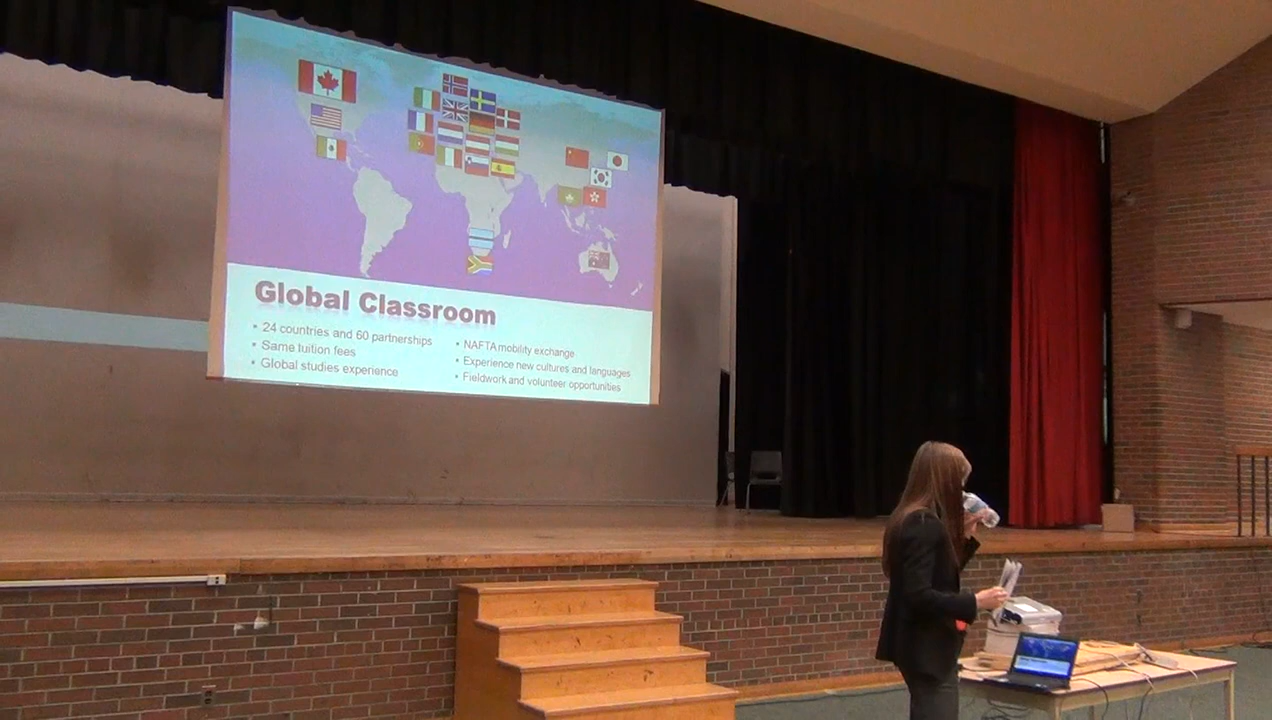 Global Classroom
• 24 countries and 60 partnerships
• Same tuition fees
• Global studies experience
• NAFTA mobility exchange
• Experience new cultures and languages
• Fieldwork and volunteer opportunities